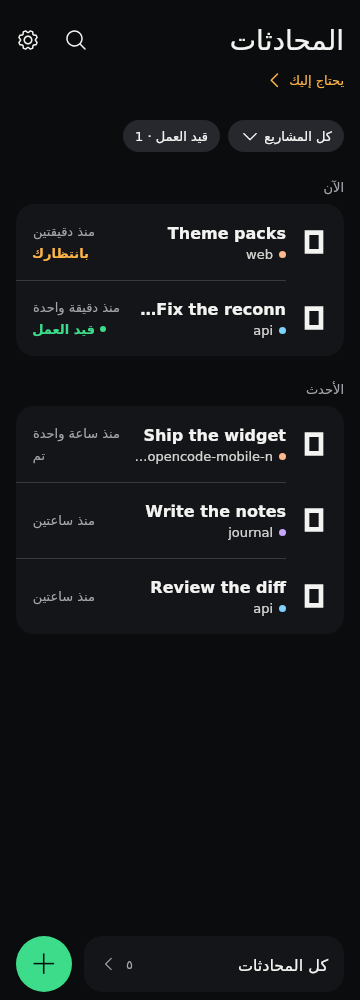 المحادثات
يحتاج إليك
كل المشاريع
قيد العمل · 1
الآن
Theme packs
منذ دقيقتين
web
بانتظارك
Fix the reconn…
منذ دقيقة واحدة
api
قيد العمل
الأحدث
Ship the widget
منذ ساعة واحدة
opencode-mobile-n…
تم
Write the notes
منذ ساعتين
journal
Review the diff
منذ ساعتين
api
كل المحادثات
٥